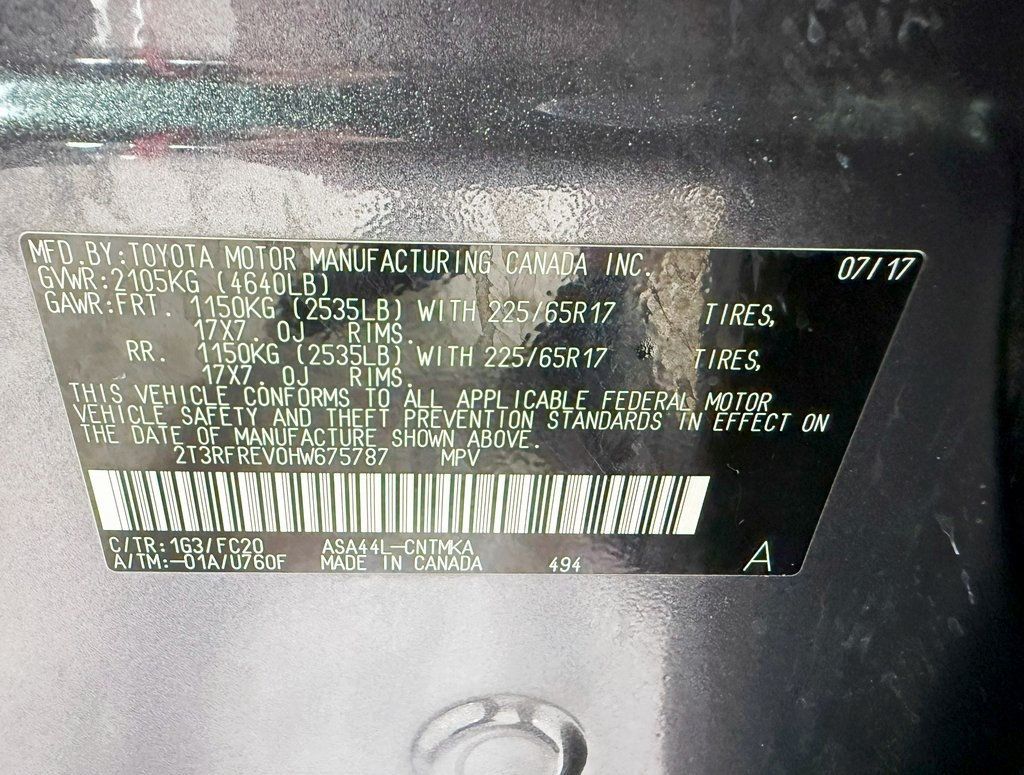 MFD.BY:TOYOTA MOTOR MANUFACTURING CANADA INC. 07/17
GVWR:2105KG (4640LB)
GAWR:FRT. 1150KG (2535LB) WITH 225/65R17 TIRES,
17X7.0J RIMS.
RR. 1150KG (2535LB) WITH 225/65R17 TIRES,
17X7.0J RIMS.
THIS VEHICLE CONFORMS TO ALL APPLICABLE FEDERAL MOTOR
VEHICLE SAFETY AND THEFT PREVENTION STANDARDS IN EFFECT ON
THE DATE OF MANUFACTURE SHOWN ABOVE.
2T3RFREV0HW675787 MPV
C/TR:1G3/FC20 ASA44L-CNTMKA
A/TM:-01A/U760F MADE IN CANADA 494 A